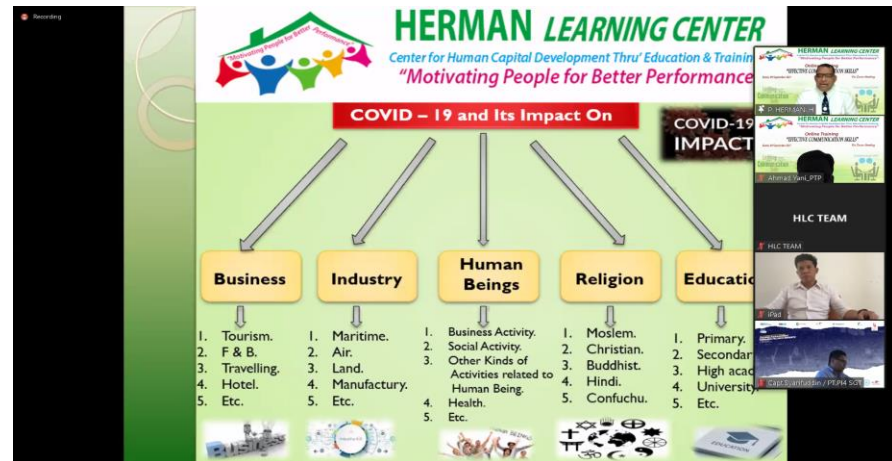 Recording
"Motivating People for Better Performance"
HERMAN LEARNING CENTER
Center for Human Capital Development Thru' Education & Trainin
"Motivating People for Better Performance
COVID – 19 and Its Impact On
COVID-19
IMPACT
Business
Industry
Human
Beings
Religion
Educatio
1. Tourism.
2. F & B.
3. Travelling.
4. Hotel.
5. Etc.
1. Maritime.
2. Air.
3. Land.
4. Manufactury.
5. Etc.
1. Business Activity.
2. Social Activity.
3. Other Kinds of
Activities related to
Human Being.
4. Health.
5. Etc.
1. Moslem.
2. Christian.
3. Buddhist.
4. Hindi.
5. Confuchu.
1. Primary.
2. Secondar
3. High acad
4. University.
5. Etc.
BUSINESS
EDUCATION
HERMAN LEARNING CENTER
Online Training
"EFFECTIVE COMMUNICATION SKILLS"
P. HERMAN. H
HERMAN LEARNING CENTER
Online Training
"EFFECTIVE COMMUNICATION SKILLS"
Ahmad Yani_PTP
HLC TEAM
HLC TEAM
iPad